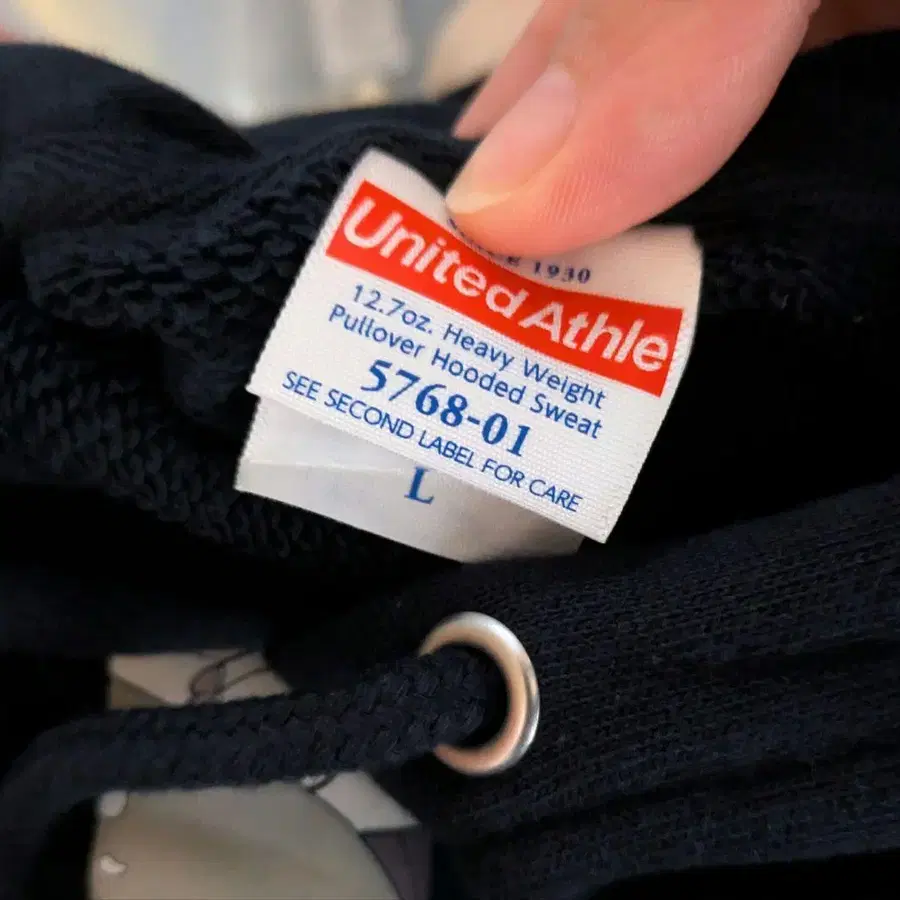 1930
United Athle
12.7oz. Heavy Weight
Pullover Hooded Sweat
5768-01
SEE SECOND LABEL FOR CARE
L